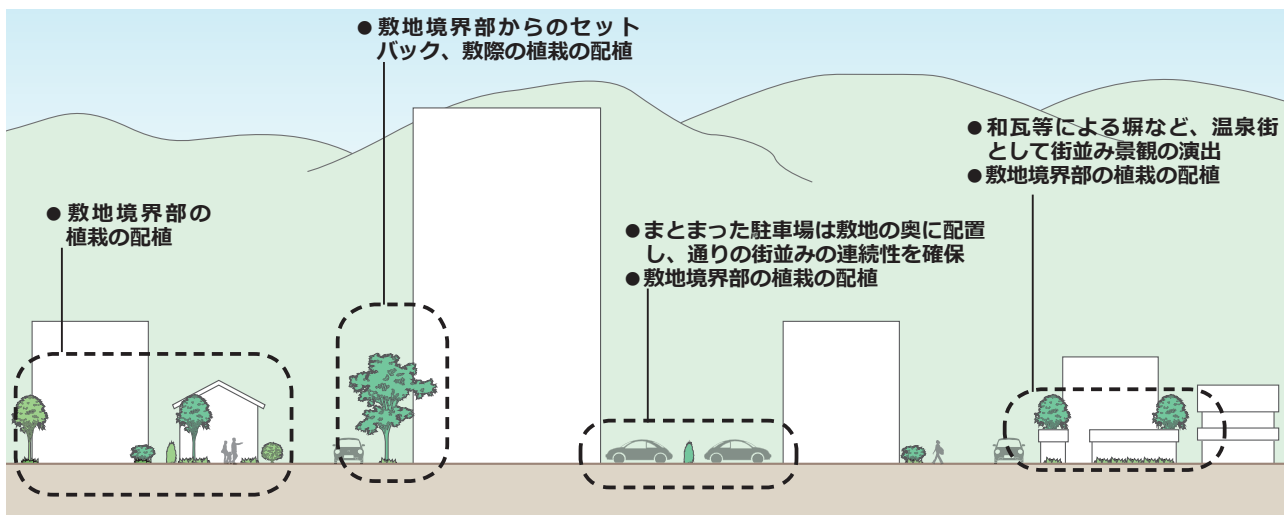 ● 敷地境界部からのセット
バック、敷際の植栽の配植
● 和瓦等による塀など、温泉街
として街並み景観の演出
● 敷地境界部の植栽の配植
● 敷地境界部の
植栽の配植
● まとまった駐車場は敷地の奥に配置
し、通りの街並みの連続性を確保
● 敷地境界部の植栽の配植